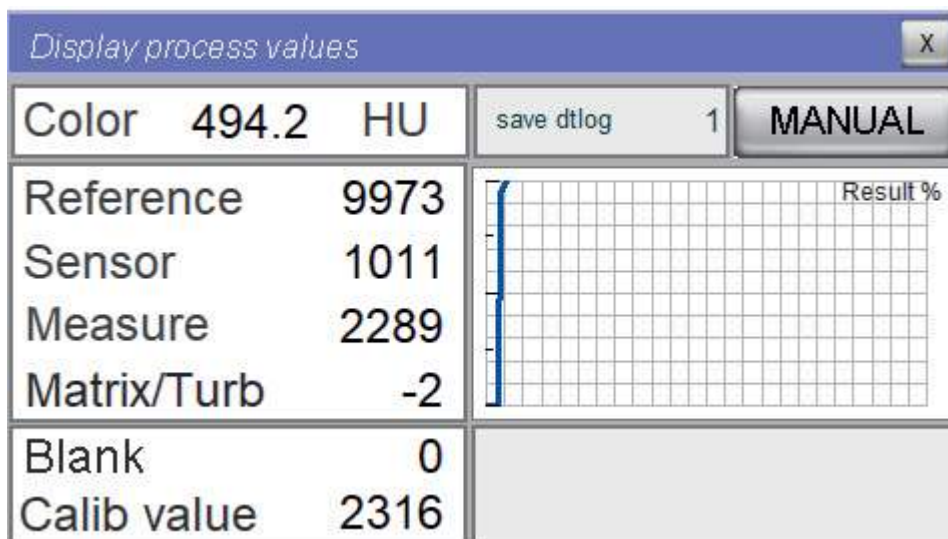 Display process values X
Color 494.2 HU save dtlog 1 MANUAL
Reference 9973 Result %
Sensor 1011
Measure 2289
Matrix/Turb -2
Blank 0
Calib value 2316